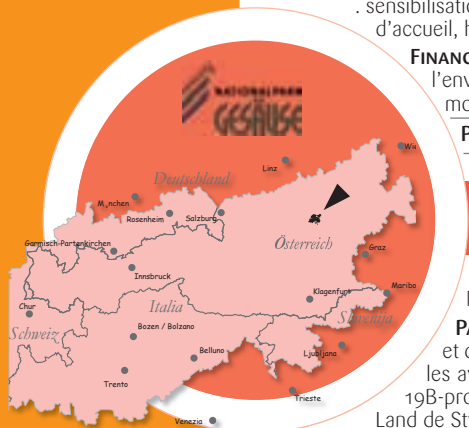 . sensibilisatio
d'accueil, h
FINANC
l'env
mo
P
NATIONALPARK
GESÄUSE
Wi
Linz
Deutschland
M,nchen
Rosenheim
Salzburg
Österreich
Garmisch-Partenkirchen
Graz
Innsbruck
Klagenfurt
Maribo
Chur
Italia
Slovenija
Schweiz
Bozen / Bolzano
Ljubljana
Belluno
Trento
Trieste
Venezia
PA
et d
les av
19B-pro
Land de St